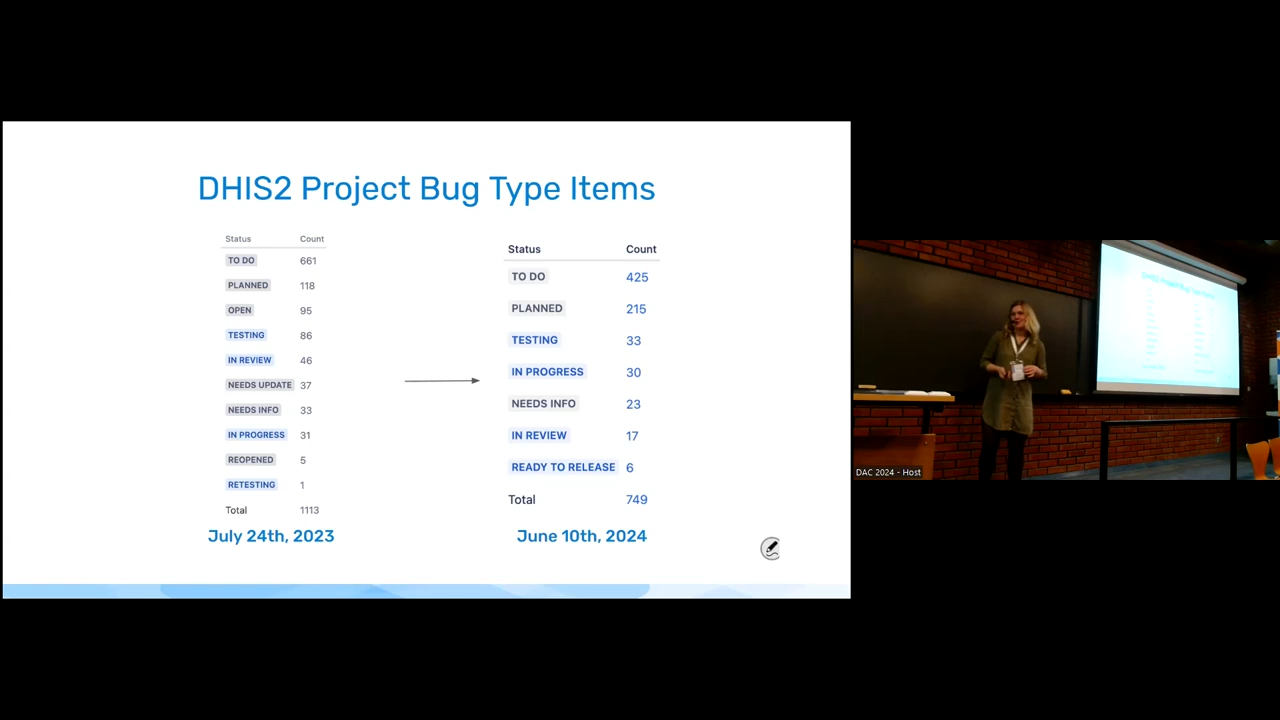 DHIS2 Project Bug Type Items
Status Count
TO DO 661
PLANNED 118
OPEN 95
TESTING 86
IN REVIEW 46
NEEDS UPDATE 37
NEEDS INFO 33
IN PROGRESS 31
REOPENED 5
RETESTING 1
Total 1113
July 24th, 2023
Status Count
TO DO 425
PLANNED 215
TESTING 33
IN PROGRESS 30
NEEDS INFO 23
IN REVIEW 17
READY TO RELEASE 6
Total 749
June 10th, 2024
DAC 2024 - Host